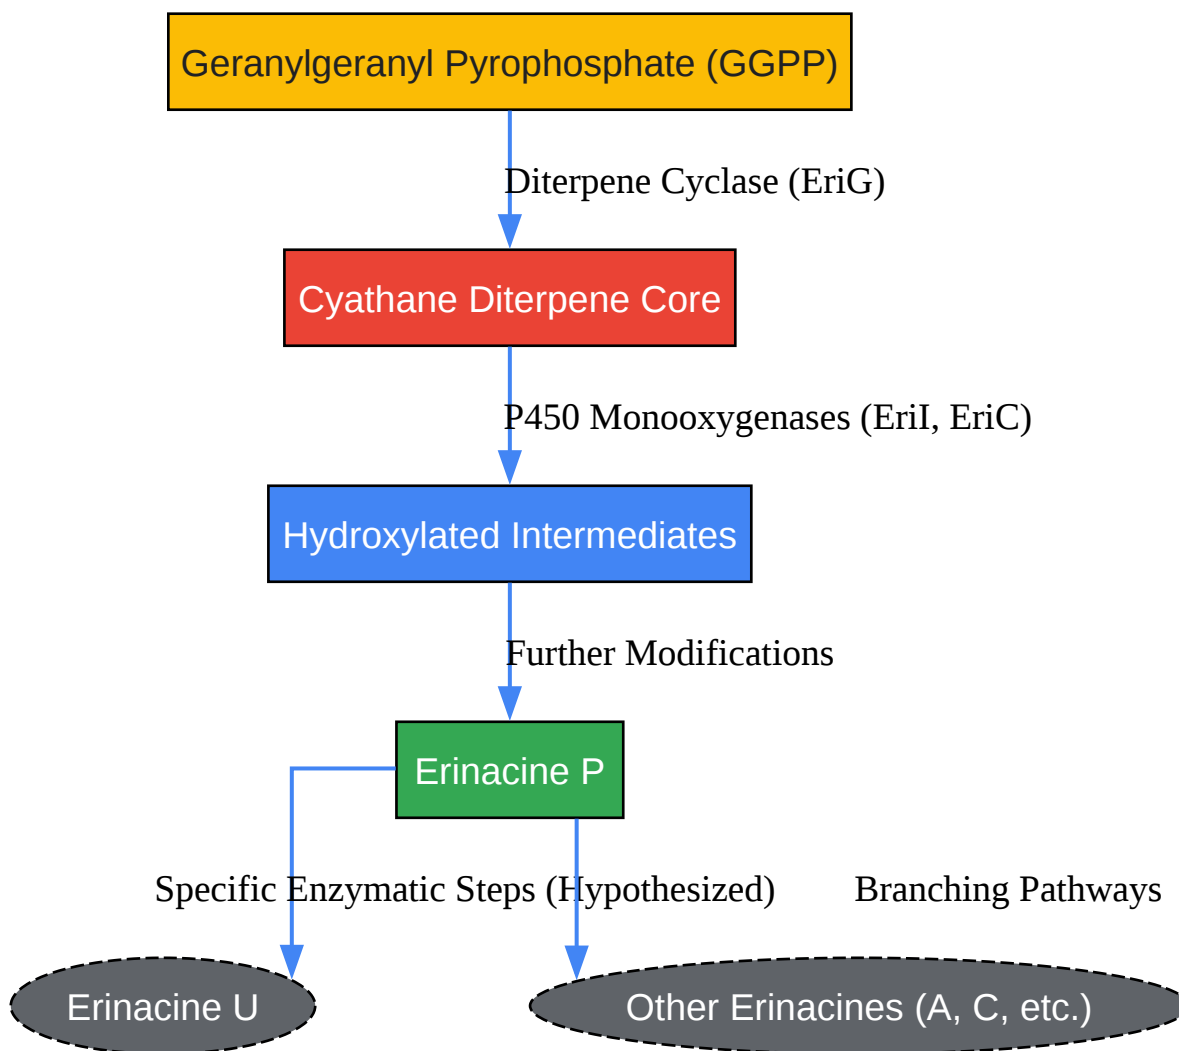 Geranylgeranyl Pyrophosphate (GGPP)
Diterpene Cyclase (EriG)
Cyathane Diterpene Core
P450 Monooxygenases (EriI, EriC)
Hydroxylated Intermediates
Further Modifications
Erinacine P
Specific Enzymatic Steps (Hypothesized)
Branching Pathways
Erinacine U
Other Erinacines (A, C, etc.)